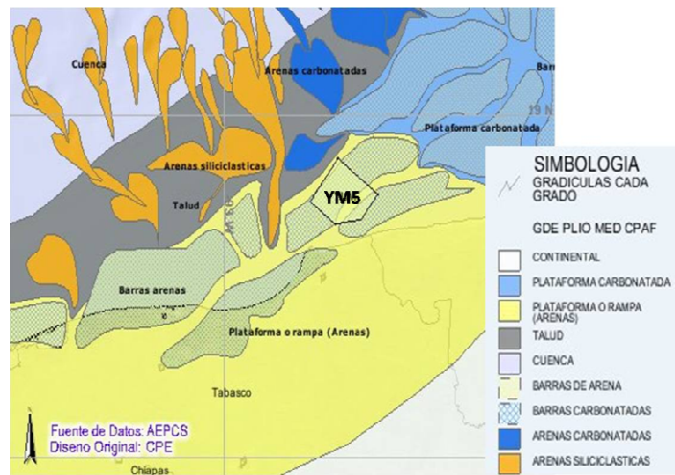 Cuenca
Arenas carbonatadas
Barr
19 N
Plataforma carbonatada
Arenas siliciclasticas
Talud
YM5
Barras arenas
Plataforma o rampa (Arenas)
Tabasco
Fuente de Datos: AEPCS
Diseno Original: CPE
Chiapas
SIMBOLOGIA
GRADICULAS CADA
GRADO
GDE PLIO MED CPAF
CONTINENTAL
PLATAFORMA CARBONATADA
PLATAFORMA O RAMPA
(ARENAS)
TALUD
CUENCA
BARRAS DE ARENA
BARRAS CARBONATADAS
ARENAS CARBONATADAS
ARENAS SILICICLASTICAS